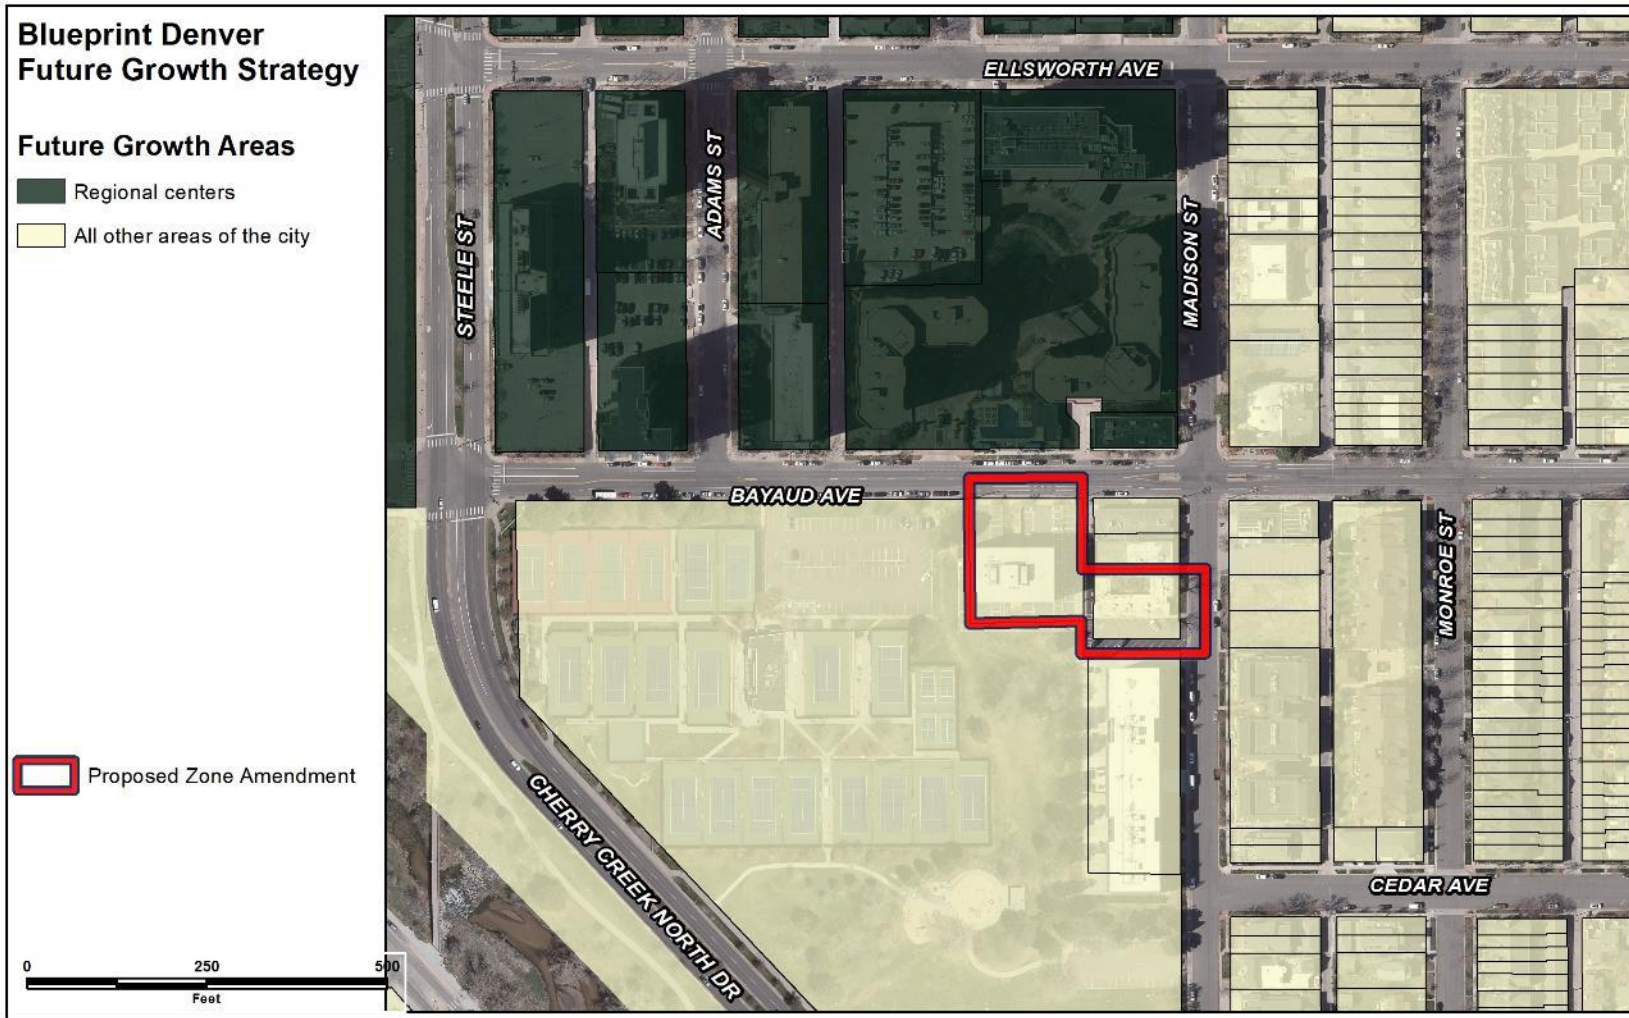 Blueprint Denver
Future Growth Strategy
Future Growth Areas
Regional centers
All other areas of the city
Proposed Zone Amendment
0 250 500
Feet
ELLSWORTH AVE
STEELE ST
ADAMS ST
MADISON ST
BAYAUD AVE
MONROE ST
CHERRY CREEK NORTH DR
CEDAR AVE